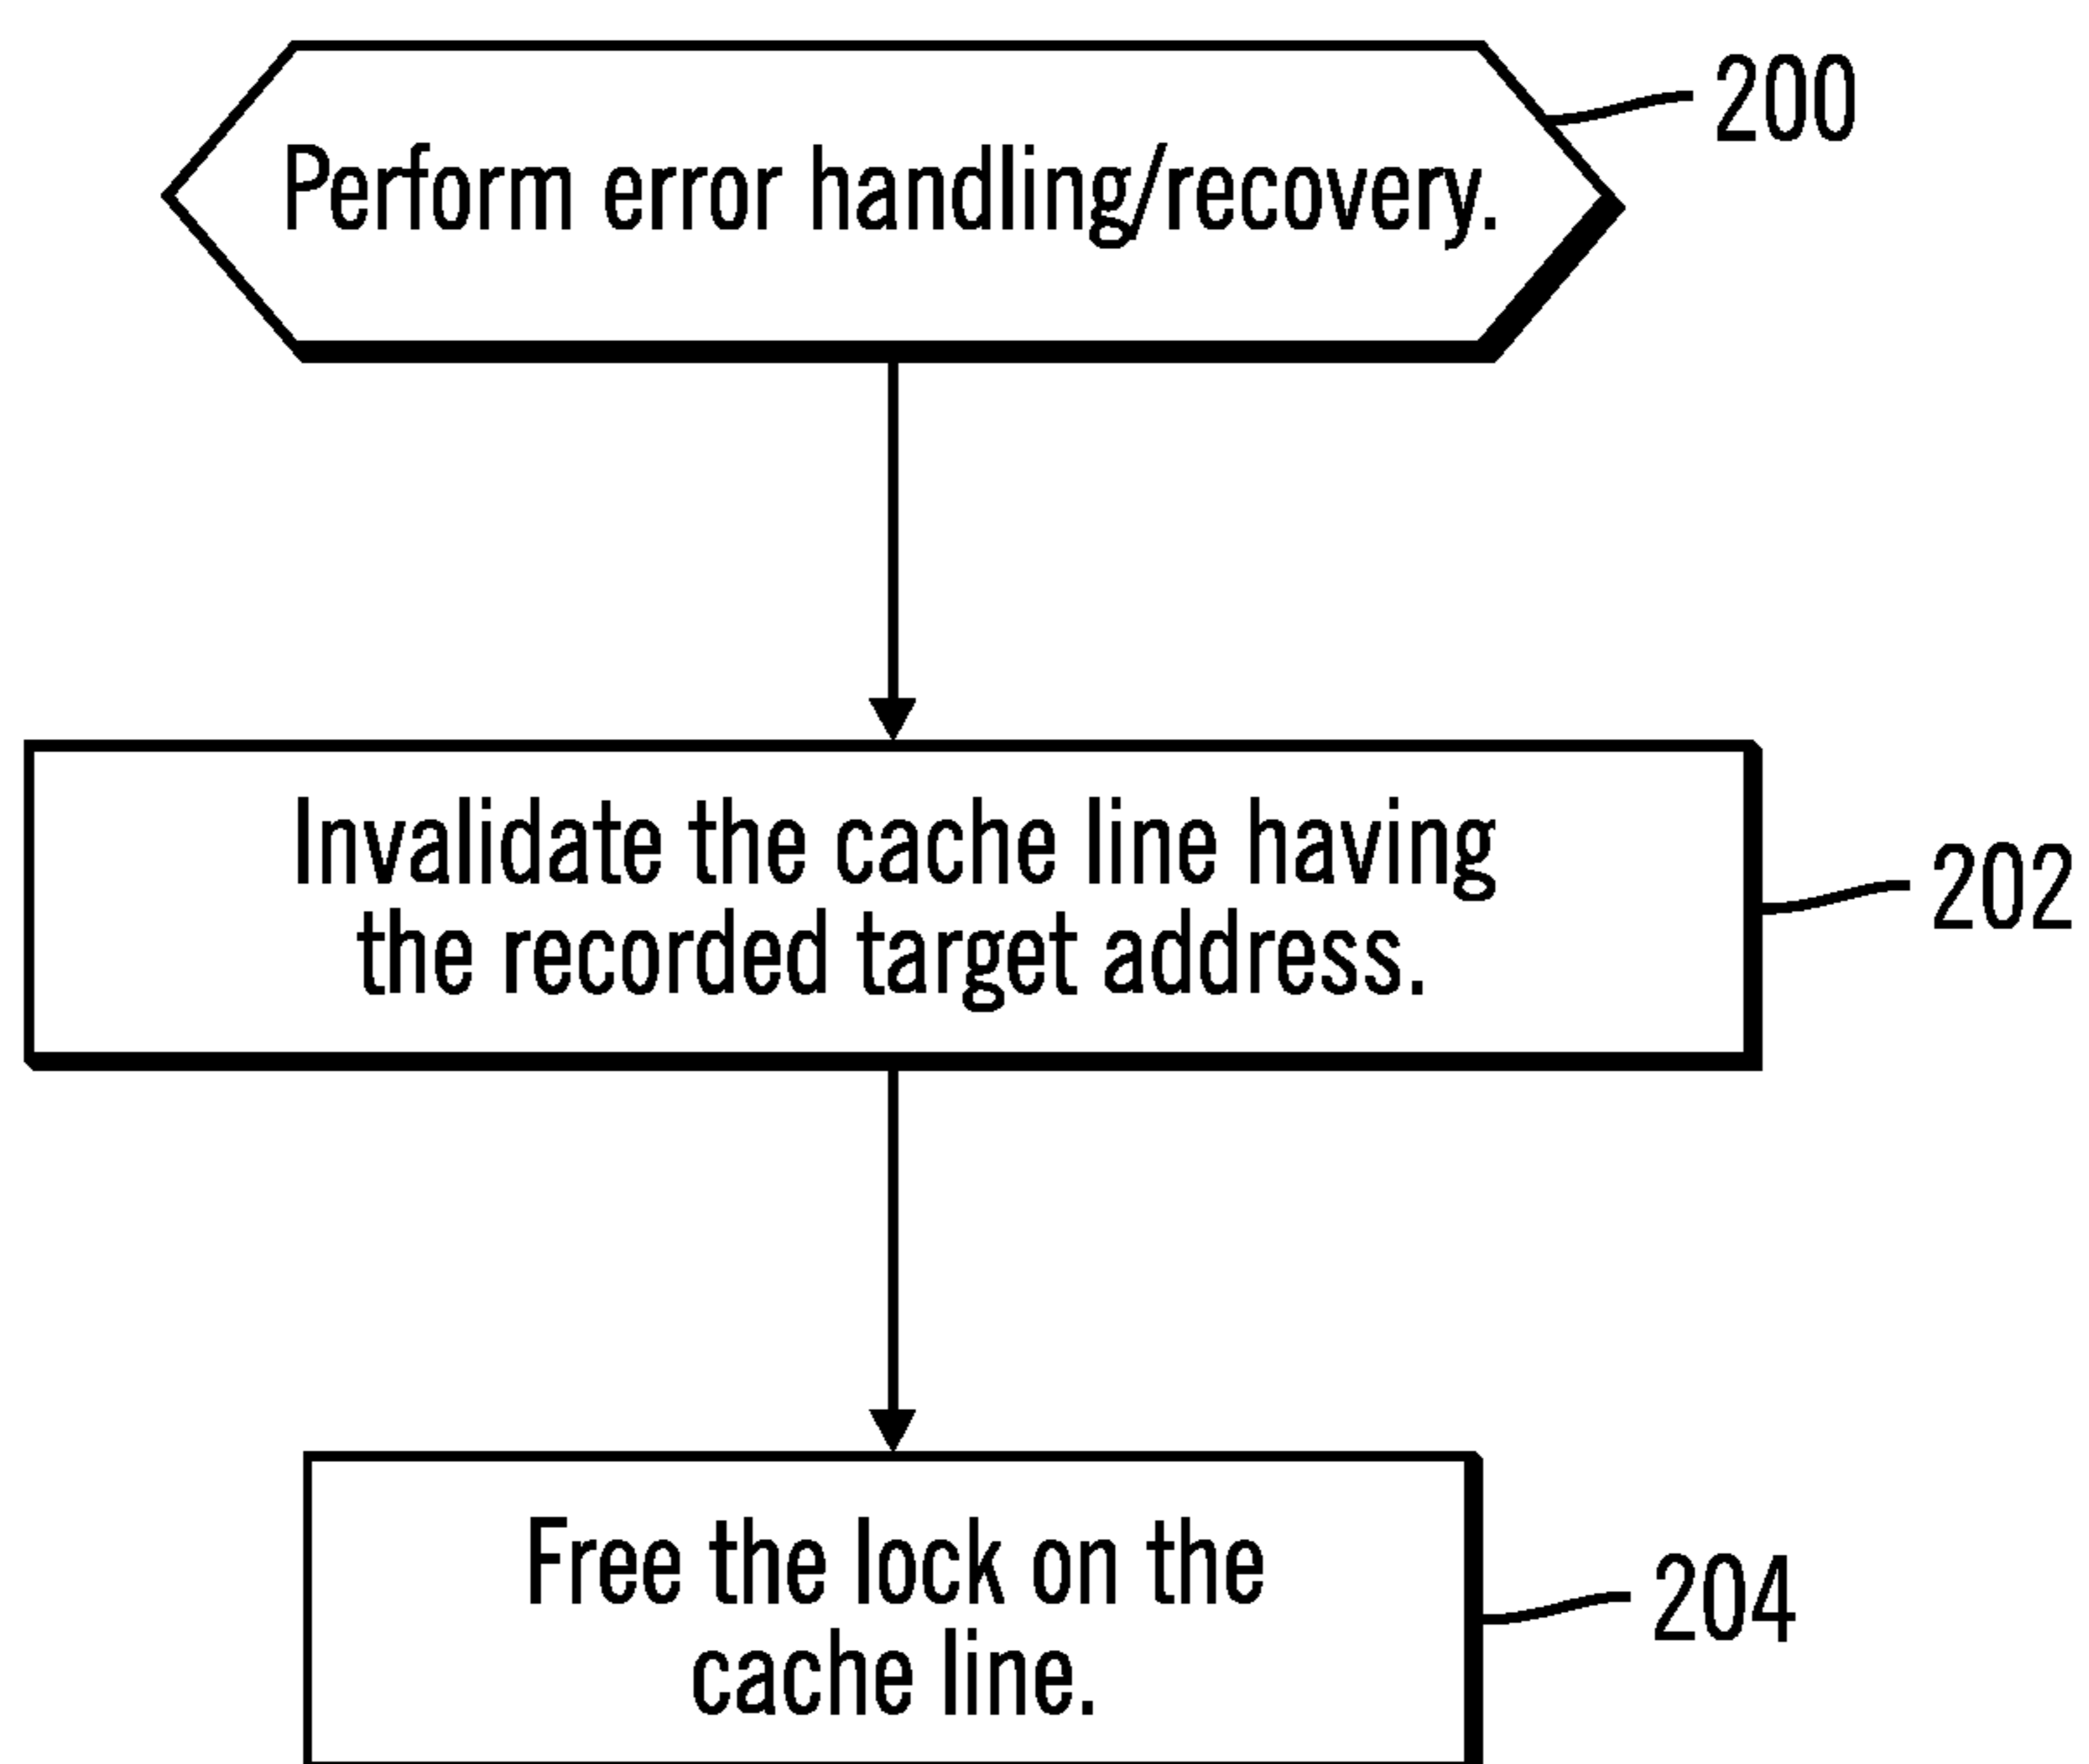 Perform error handling/recovery.
200
Invalidate the cache line having
the recorded target address.
202
Free the lock on the
cache line.
204